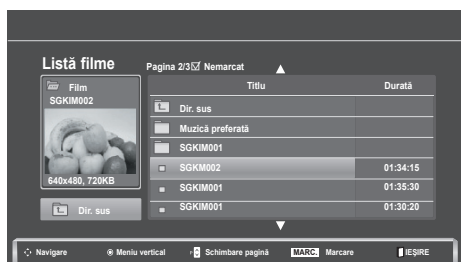 Listă filme
Pagina 2/3 Nemarcat
Film
SGKIM002
640x480, 720KB
Dir. sus
Titlu Durată
Dir. sus
Muzică preferată
SGKIM001
SGKIM002 01:34:15
SGKIM001 01:35:30
SGKIM001 01:30:20
Navigare Meniu vertical P Schimbare pagină MARC. Marcare IEŞIRE